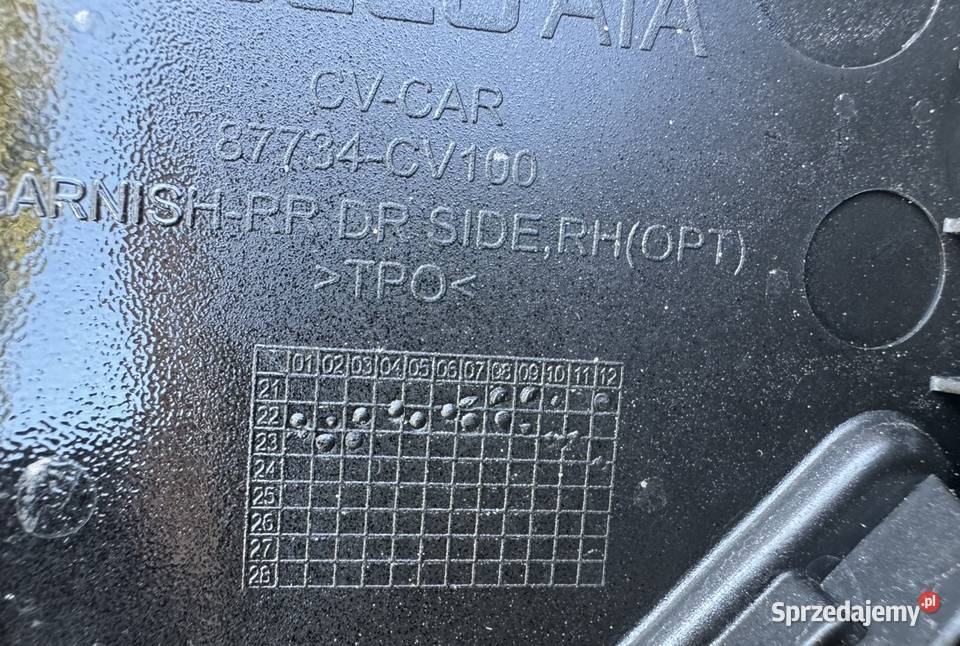 CV-CAR
87734-CV100
GARNISH-RR DR SIDE,RH(OPT)
>TPO<
01 02 03 04 05 06 07 08 09 10 11 12
21
22
23
24
25
26
27
28
Sprzedajemy.pl